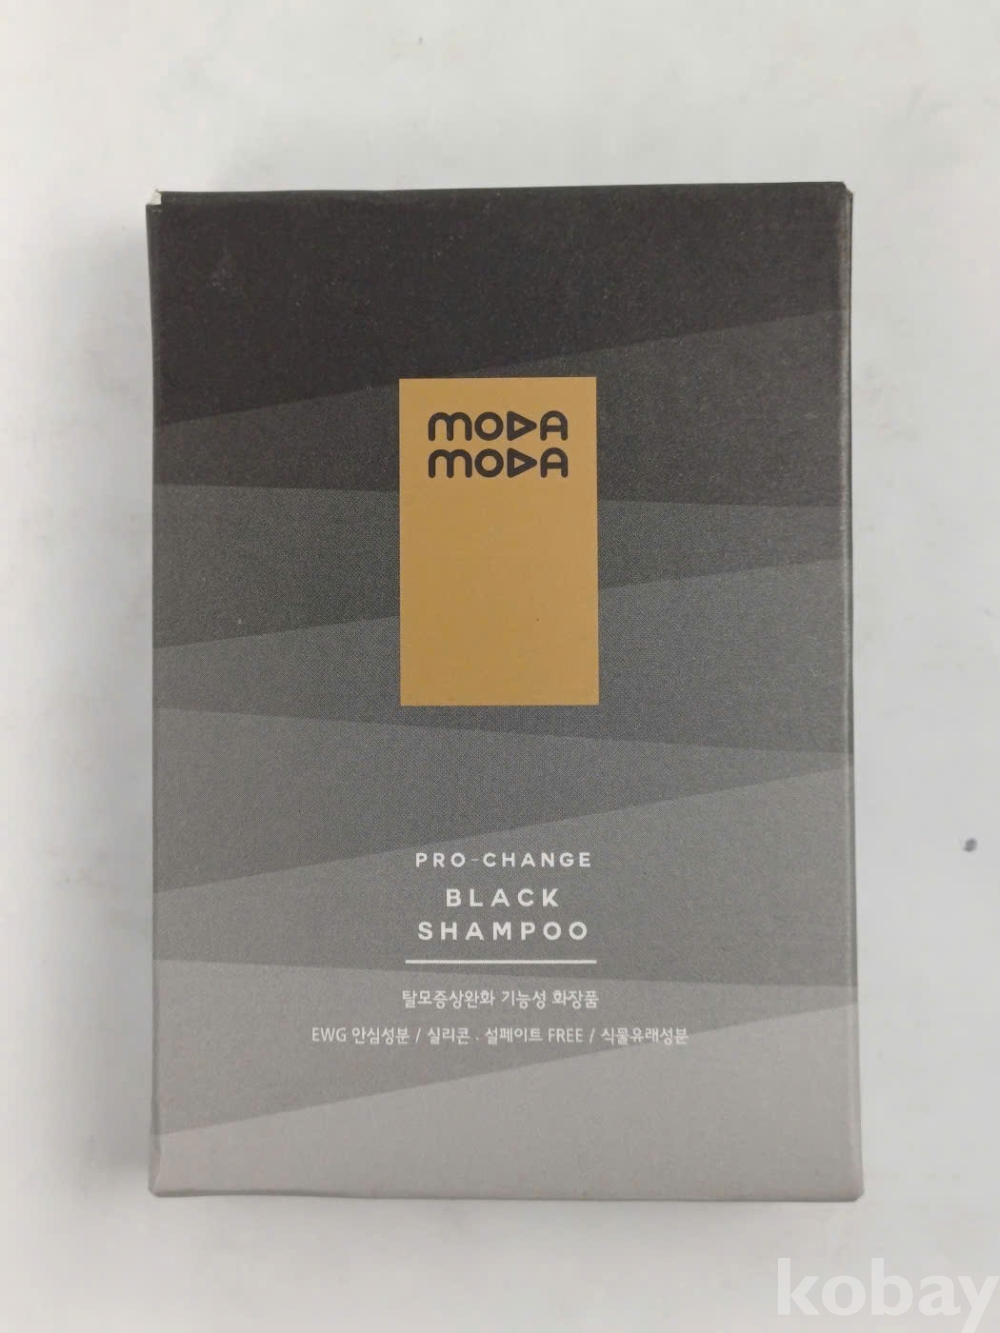 MODA
MODA
PRO-CHANGE
BLACK
SHAMPOO
탈모증상완화 기능성 화장품
EWG 안심성분 / 실리콘 . 설페이트 FREE / 식물유래성분
kobay